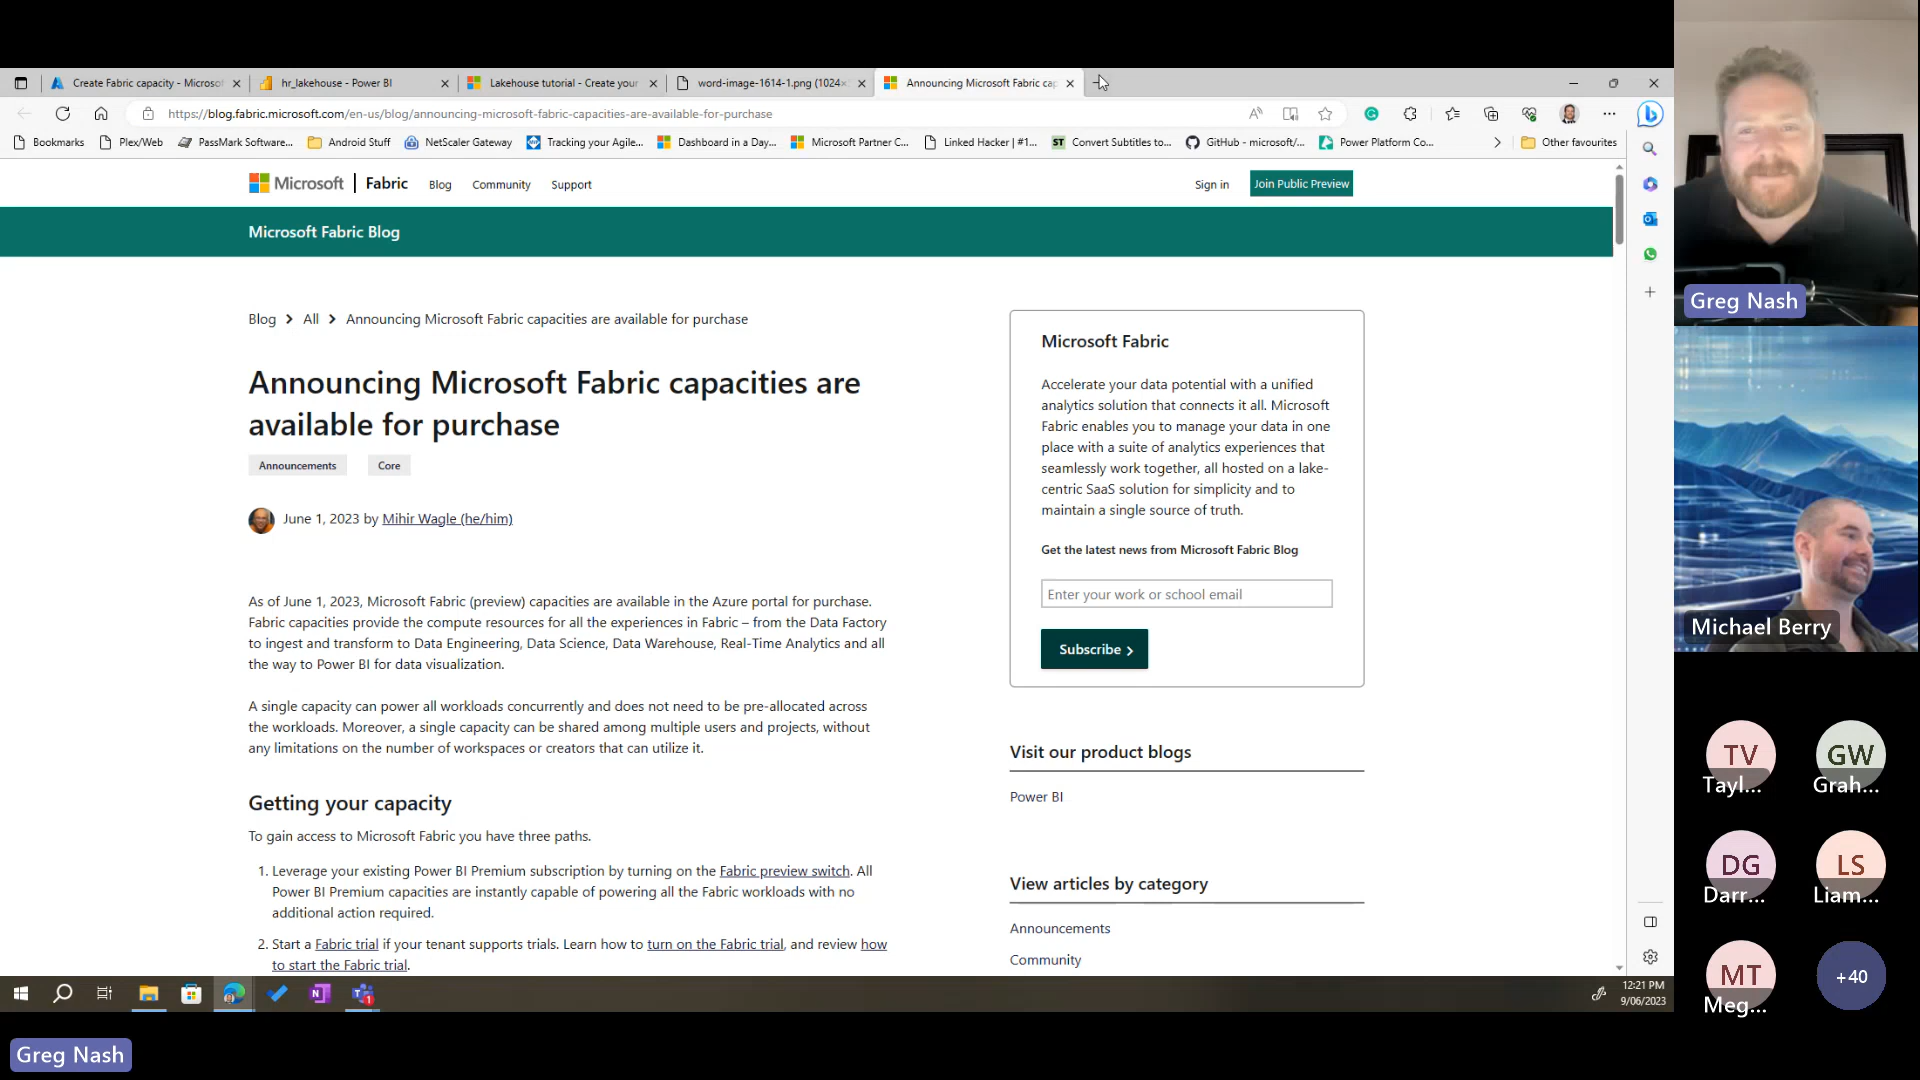 Create Fabric capacity - Microsof
hr_lakehouse - Power BI
Lakehouse tutorial - Create your
word-image-1614-1.png (1024×
Announcing Microsoft Fabric cap
https://blog.fabric.microsoft.com/en-us/blog/announcing-microsoft-fabric-capacities-are-available-for-purchase
Bookmarks
Plex/Web
PassMark Software...
Android Stuff
NetScaler Gateway
Tracking your Agile...
Dashboard in a Day...
Microsoft Partner C...
Linked Hacker | #1...
ST
Convert Subtitles to...
GitHub - microsoft/...
Power Platform Co...
Other favourites
Microsoft
Fabric
Blog
Community
Support
Sign in
Join Public Preview
Microsoft Fabric Blog
Blog > All > Announcing Microsoft Fabric capacities are available for purchase
Announcing Microsoft Fabric capacities are
available for purchase
Announcements
Core
June 1, 2023 by Mihir Wagle (he/him)
As of June 1, 2023, Microsoft Fabric (preview) capacities are available in the Azure portal for purchase.
Fabric capacities provide the compute resources for all the experiences in Fabric – from the Data Factory
to ingest and transform to Data Engineering, Data Science, Data Warehouse, Real-Time Analytics and all
the way to Power BI for data visualization.
A single capacity can power all workloads concurrently and does not need to be pre-allocated across
the workloads. Moreover, a single capacity can be shared among multiple users and projects, without
any limitations on the number of workspaces or creators that can utilize it.
Getting your capacity
To gain access to Microsoft Fabric you have three paths.
1. Leverage your existing Power BI Premium subscription by turning on the Fabric preview switch. All
Power BI Premium capacities are instantly capable of powering all the Fabric workloads with no
additional action required.
2. Start a Fabric trial if your tenant supports trials. Learn how to turn on the Fabric trial, and review how
to start the Fabric trial.
Microsoft Fabric
Accelerate your data potential with a unified
analytics solution that connects it all. Microsoft
Fabric enables you to manage your data in one
place with a suite of analytics experiences that
seamlessly work together, all hosted on a lake-
centric SaaS solution for simplicity and to
maintain a single source of truth.
Get the latest news from Microsoft Fabric Blog
Enter your work or school email
Subscribe >
Visit our product blogs
Power BI
View articles by category
Announcements
Community
12:21 PM
9/06/2023
Greg Nash
Michael Berry
TV
Tayl...
GW
Grah...
DG
Darr...
LS
Liam...
MT
Meg...
+40
Greg Nash